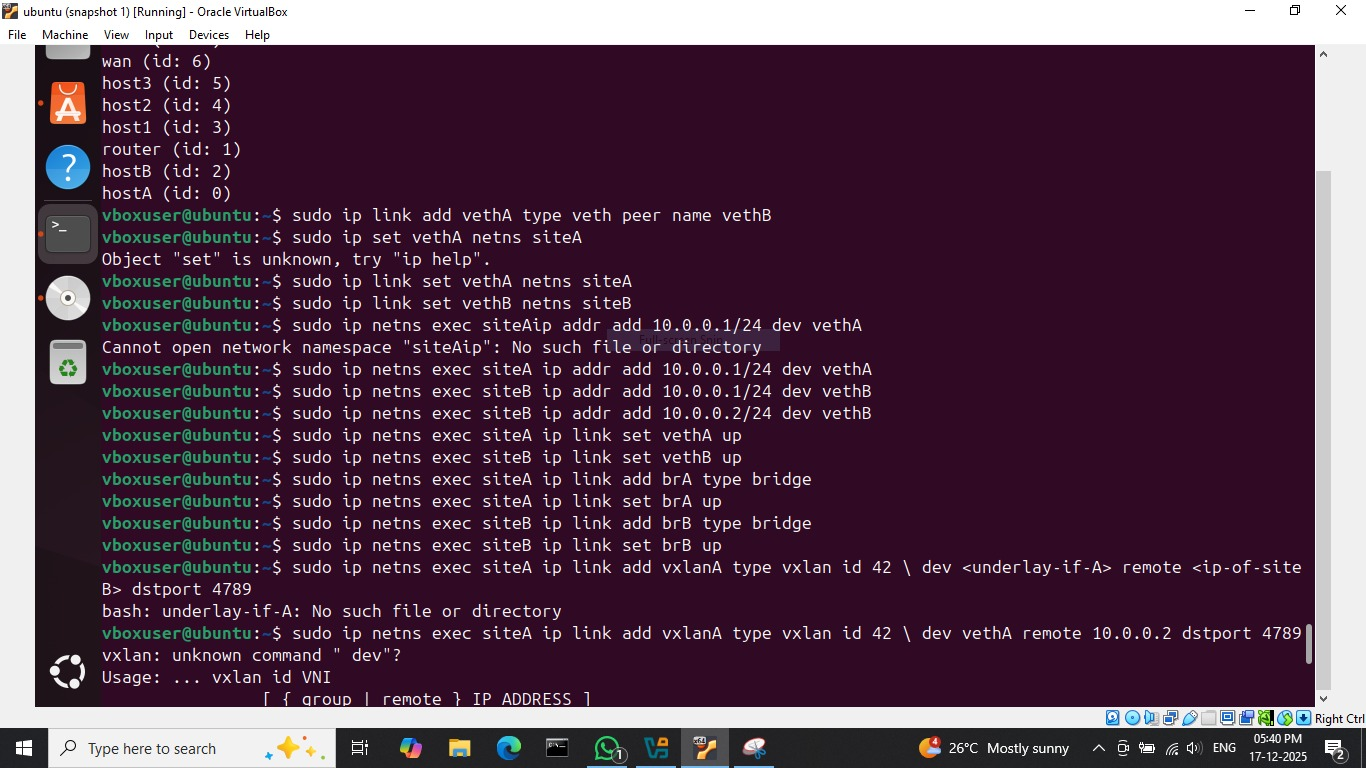 ubuntu (snapshot 1) [Running] - Oracle VirtualBox
File Machine View Input Devices Help
wan (id: 6)
host3 (id: 5)
host2 (id: 4)
host1 (id: 3)
router (id: 1)
hostB (id: 2)
hostA (id: 0)
vboxuser@ubuntu:~$ sudo ip link add vethA type veth peer name vethB
vboxuser@ubuntu:~$ sudo ip set vethA netns siteA
Object "set" is unknown, try "ip help".
vboxuser@ubuntu:~$ sudo ip link set vethA netns siteA
vboxuser@ubuntu:~$ sudo ip link set vethB netns siteB
vboxuser@ubuntu:~$ sudo ip netns exec siteAip addr add 10.0.0.1/24 dev vethA
Cannot open network namespace "siteAip": No such file or directory
vboxuser@ubuntu:~$ sudo ip netns exec siteA ip addr add 10.0.0.1/24 dev vethA
vboxuser@ubuntu:~$ sudo ip netns exec siteB ip addr add 10.0.0.1/24 dev vethB
vboxuser@ubuntu:~$ sudo ip netns exec siteB ip addr add 10.0.0.2/24 dev vethB
vboxuser@ubuntu:~$ sudo ip netns exec siteA ip link set vethA up
vboxuser@ubuntu:~$ sudo ip netns exec siteB ip link set vethB up
vboxuser@ubuntu:~$ sudo ip netns exec siteA ip link add brA type bridge
vboxuser@ubuntu:~$ sudo ip netns exec siteA ip link set brA up
vboxuser@ubuntu:~$ sudo ip netns exec siteB ip link add brB type bridge
vboxuser@ubuntu:~$ sudo ip netns exec siteB ip link set brB up
vboxuser@ubuntu:~$ sudo ip netns exec siteA ip link add vxlanA type vxlan id 42 \ dev <underlay-if-A> remote <ip-of-site
B> dstport 4789
bash: underlay-if-A: No such file or directory
vboxuser@ubuntu:~$ sudo ip netns exec siteA ip link add vxlanA type vxlan id 42 \ dev vethA remote 10.0.0.2 dstport 4789
vxlan: unknown command " dev"?
Usage: ... vxlan id VNI
[ { group | remote } IP_ADDRESS ]
Right Ctrl
Type here to search
1
26°C Mostly sunny
ENG
05:40 PM
17-12-2025
2